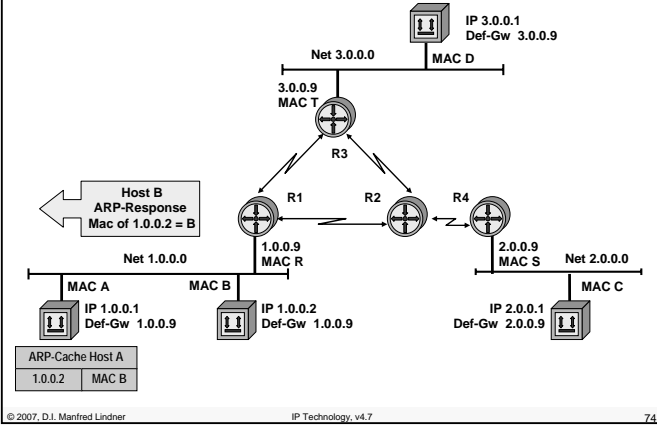 IP 3.0.0.1
Def-Gw 3.0.0.9
Net 3.0.0.0
MAC D
3.0.0.9
MAC T
R3
Host B
ARP-Response
Mac of 1.0.0.2 = B
R1
R2
R4
1.0.0.9
MAC R
2.0.0.9
MAC S
Net 1.0.0.0
Net 2.0.0.0
MAC A
MAC B
MAC C
IP 1.0.0.1
Def-Gw 1.0.0.9
IP 1.0.0.2
Def-Gw 1.0.0.9
IP 2.0.0.1
Def-Gw 2.0.0.9
ARP-Cache Host A
1.0.0.2 MAC B
© 2007, D.I. Manfred Lindner IP Technology, v4.7 74